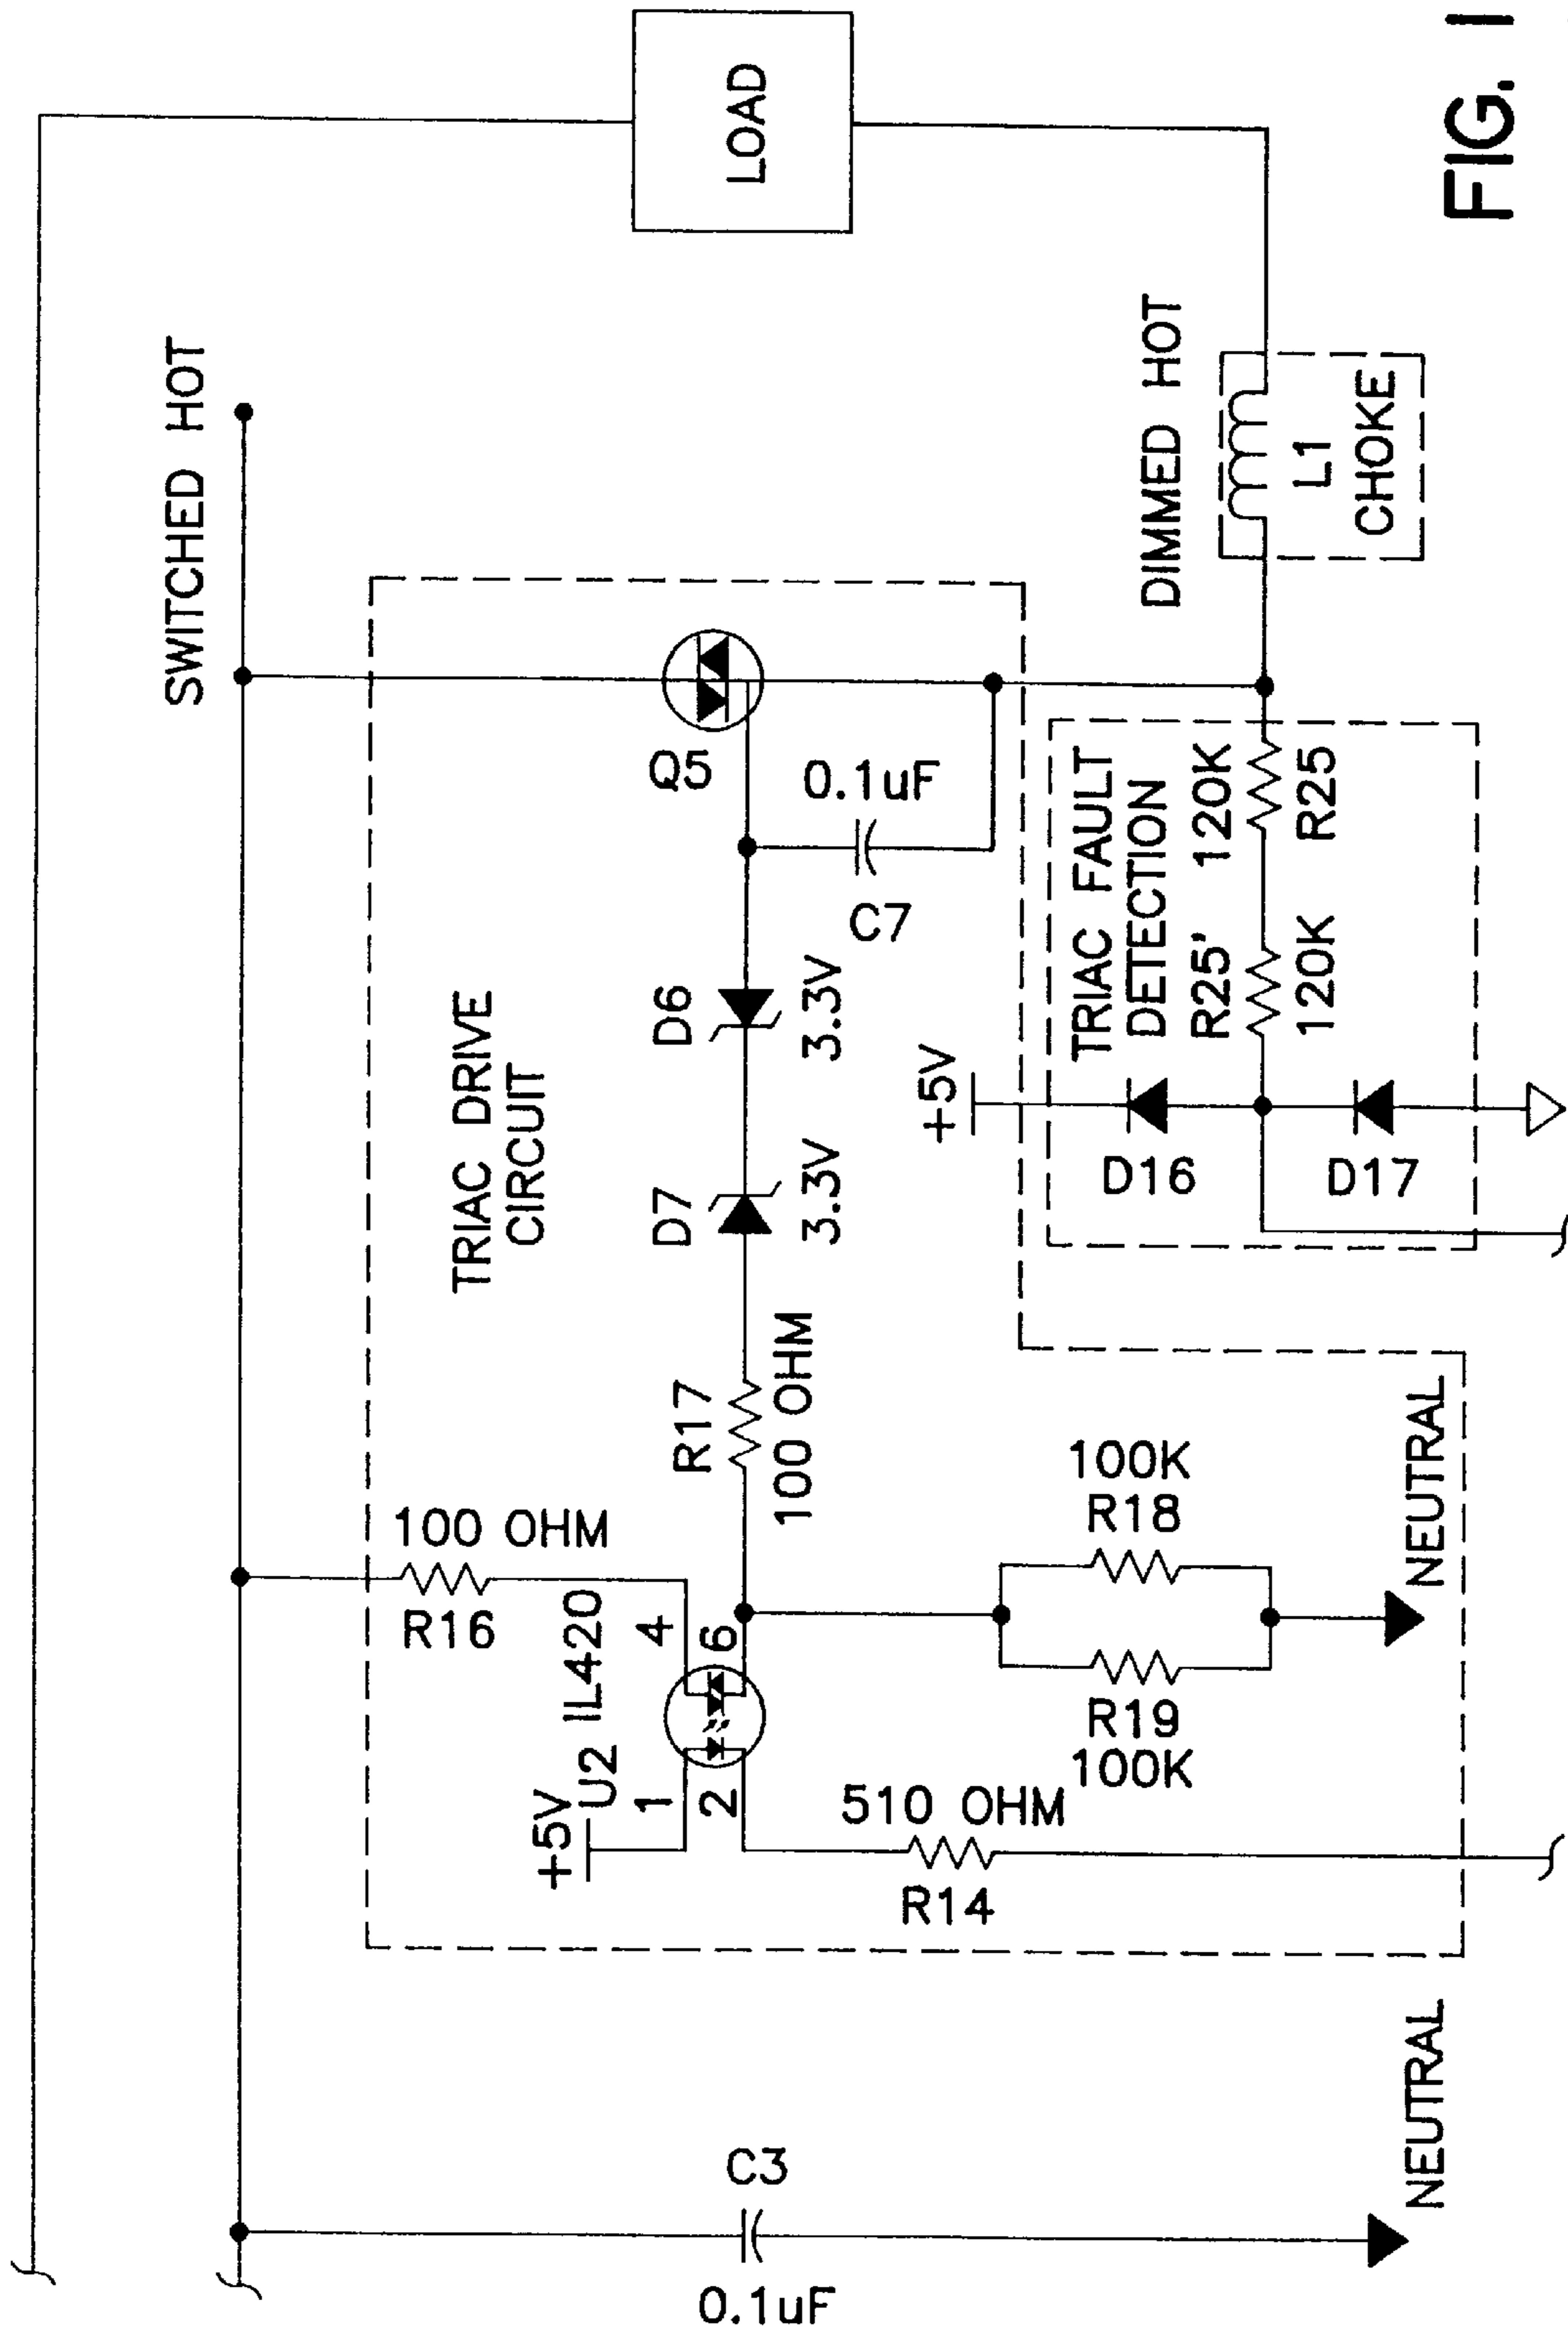 SWITCHED HOT
LOAD
TRIAC DRIVE
CIRCUIT
100 OHM
R16
+5V
U2 IL420
1
4
2
6
R17
100 OHM
D7
3.3V
D6
3.3V
Q5
0.1uF
C7
C3
0.1uF
510 OHM
R14
100K
R18
R19
100K
NEUTRAL
NEUTRAL
+5V
TRIAC FAULT
DETECTION
R25' 120K
120K R25
D16
D17
DIMMED HOT
L1
CHOKE
FIG. 1